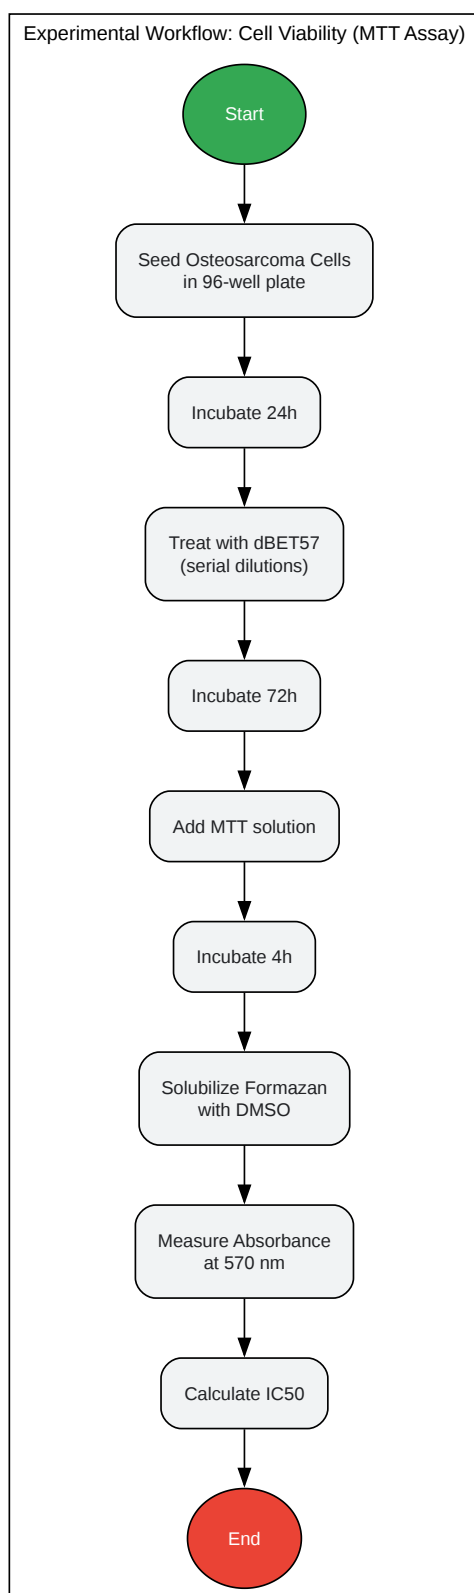 Experimental Workflow: Cell Viability (MTT Assay)
Start
Seed Osteosarcoma Cells
in 96-well plate
Incubate 24h
Treat with dBET57
(serial dilutions)
Incubate 72h
Add MTT solution
Incubate 4h
Solubilize Formazan
with DMSO
Measure Absorbance
at 570 nm
Calculate IC50
End